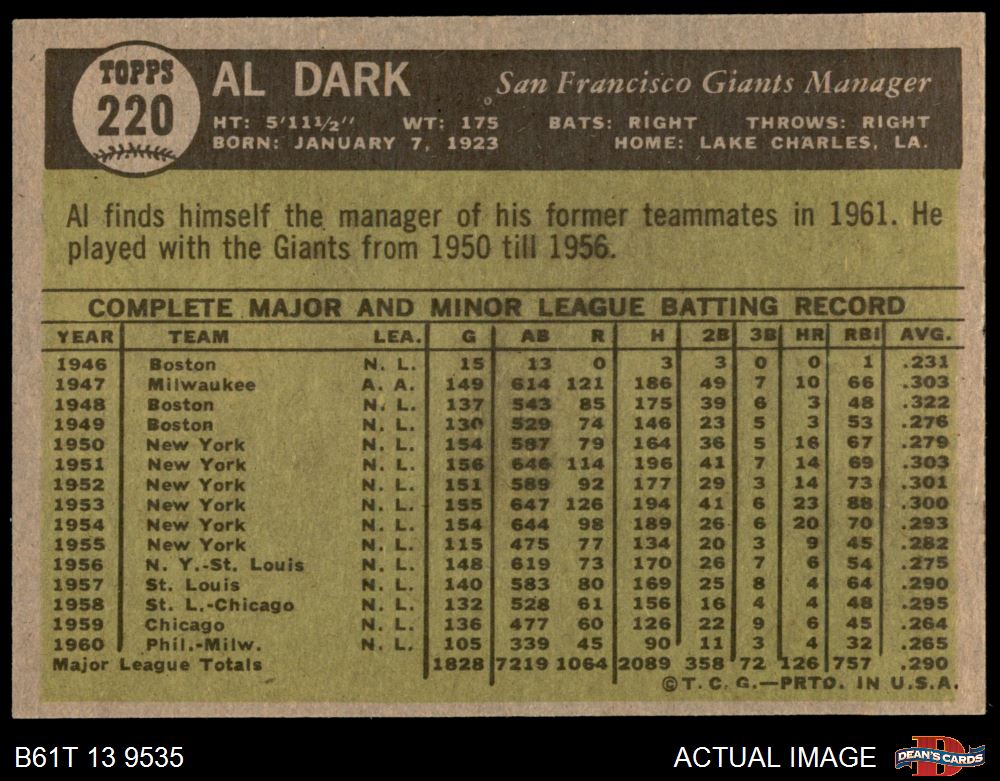 TOPPS
220
AL DARK San Francisco Giants Manager
HT: 5'11½" WT: 175 BATS: RIGHT THROWS: RIGHT
BORN: JANUARY 7, 1923 HOME: LAKE CHARLES, LA.
Al finds himself the manager of his former teammates in 1961. He
played with the Giants from 1950 till 1956.
COMPLETE MAJOR AND MINOR LEAGUE BATTING RECORD
YEAR TEAM LEA. G AB R H 2B 3B HR RBI AVG.
1946 Boston N. L. 15 13 0 3 3 0 0 1 .231
1947 Milwaukee A. A. 149 614 121 186 49 7 10 66 .303
1948 Boston N. L. 137 543 85 175 39 6 3 48 .322
1949 Boston N. L. 130 529 74 146 23 5 3 53 .276
1950 New York N. L. 154 587 79 164 36 5 16 67 .279
1951 New York N. L. 156 646 114 196 41 7 14 69 .303
1952 New York N. L. 151 589 92 177 29 3 14 73 .301
1953 New York N. L. 155 647 126 194 41 6 23 88 .300
1954 New York N. L. 154 644 98 189 26 6 20 70 .293
1955 New York N. L. 115 475 77 134 20 3 9 45 .282
1956 N. Y.-St. Louis N. L. 148 619 73 170 26 7 6 54 .275
1957 St. Louis N. L. 140 583 80 169 25 8 4 64 .290
1958 St. L.-Chicago N. L. 132 528 61 156 16 4 4 48 .295
1959 Chicago N. L. 136 477 60 126 22 9 6 45 .264
1960 Phil.-Milw. N. L. 105 339 45 90 11 3 4 32 .265
Major League Totals 1828 7219 1064 2089 358 72 126 757 .290
© T. C. G.—PRTD. IN U.S.A.
B61T 13 9535 ACTUAL IMAGE DEAN'S CARDS